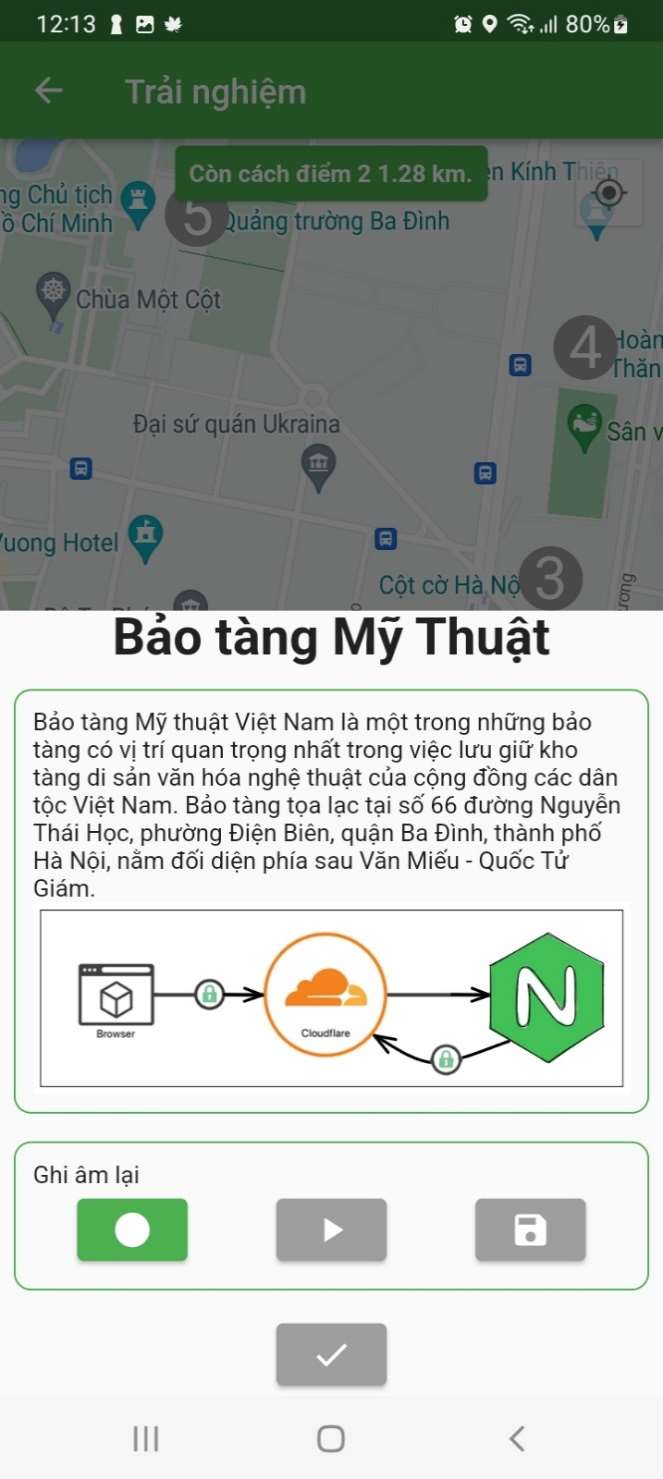 12:13
80%
Trải nghiệm
Còn cách điểm 2 1.28 km.
Kính Thiên
Chủ tịch
Chí Minh
5
Quảng trường Ba Đình
Chùa Một Cột
4
Đại sứ quán Ukraina
Sân
Hotel
Cột cờ Hà Nộ
3
Bảo tàng Mỹ Thuật
Bảo tàng Mỹ thuật Việt Nam là một trong những bảo
tàng có vị trí quan trọng nhất trong việc lưu giữ kho
tàng di sản văn hóa nghệ thuật của cộng đồng các dân
tộc Việt Nam. Bảo tàng tọa lạc tại số 66 đường Nguyễn
Thái Học, phường Điện Biên, quận Ba Đình, thành phố
Hà Nội, nằm đối diện phía sau Văn Miếu - Quốc Tử
Giám.
Browser
Cloudflare
N
Ghi âm lại